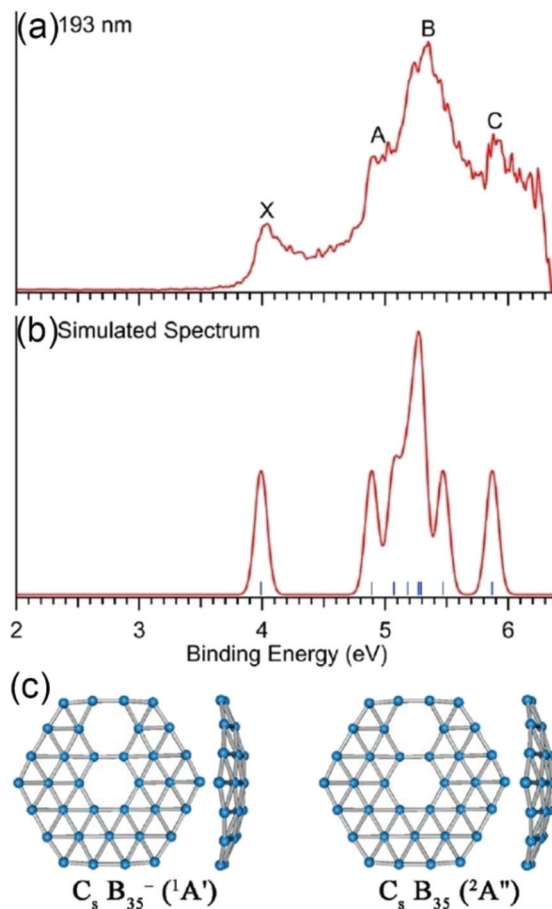 (a) 193 nm
X
A
B
C
(b) Simulated Spectrum
2 3 4 5 6
Binding Energy (eV)
(c)
Cₛ B₃₅⁻ (¹A') Cₛ B₃₅ (²A")